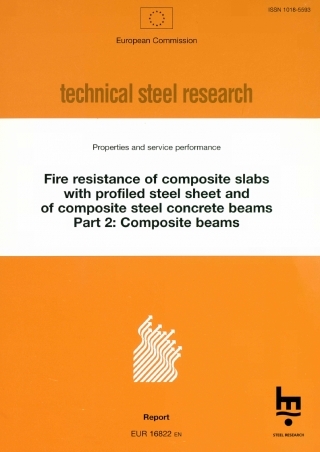 ISSN 1018-5593
European Commission
technical steel research
Properties and service performance
Fire resistance of composite slabs
with profiled steel sheet and
of composite steel concrete beams
Part 2: Composite beams
Report
EUR 16822 EN
STEEL RESEARCH